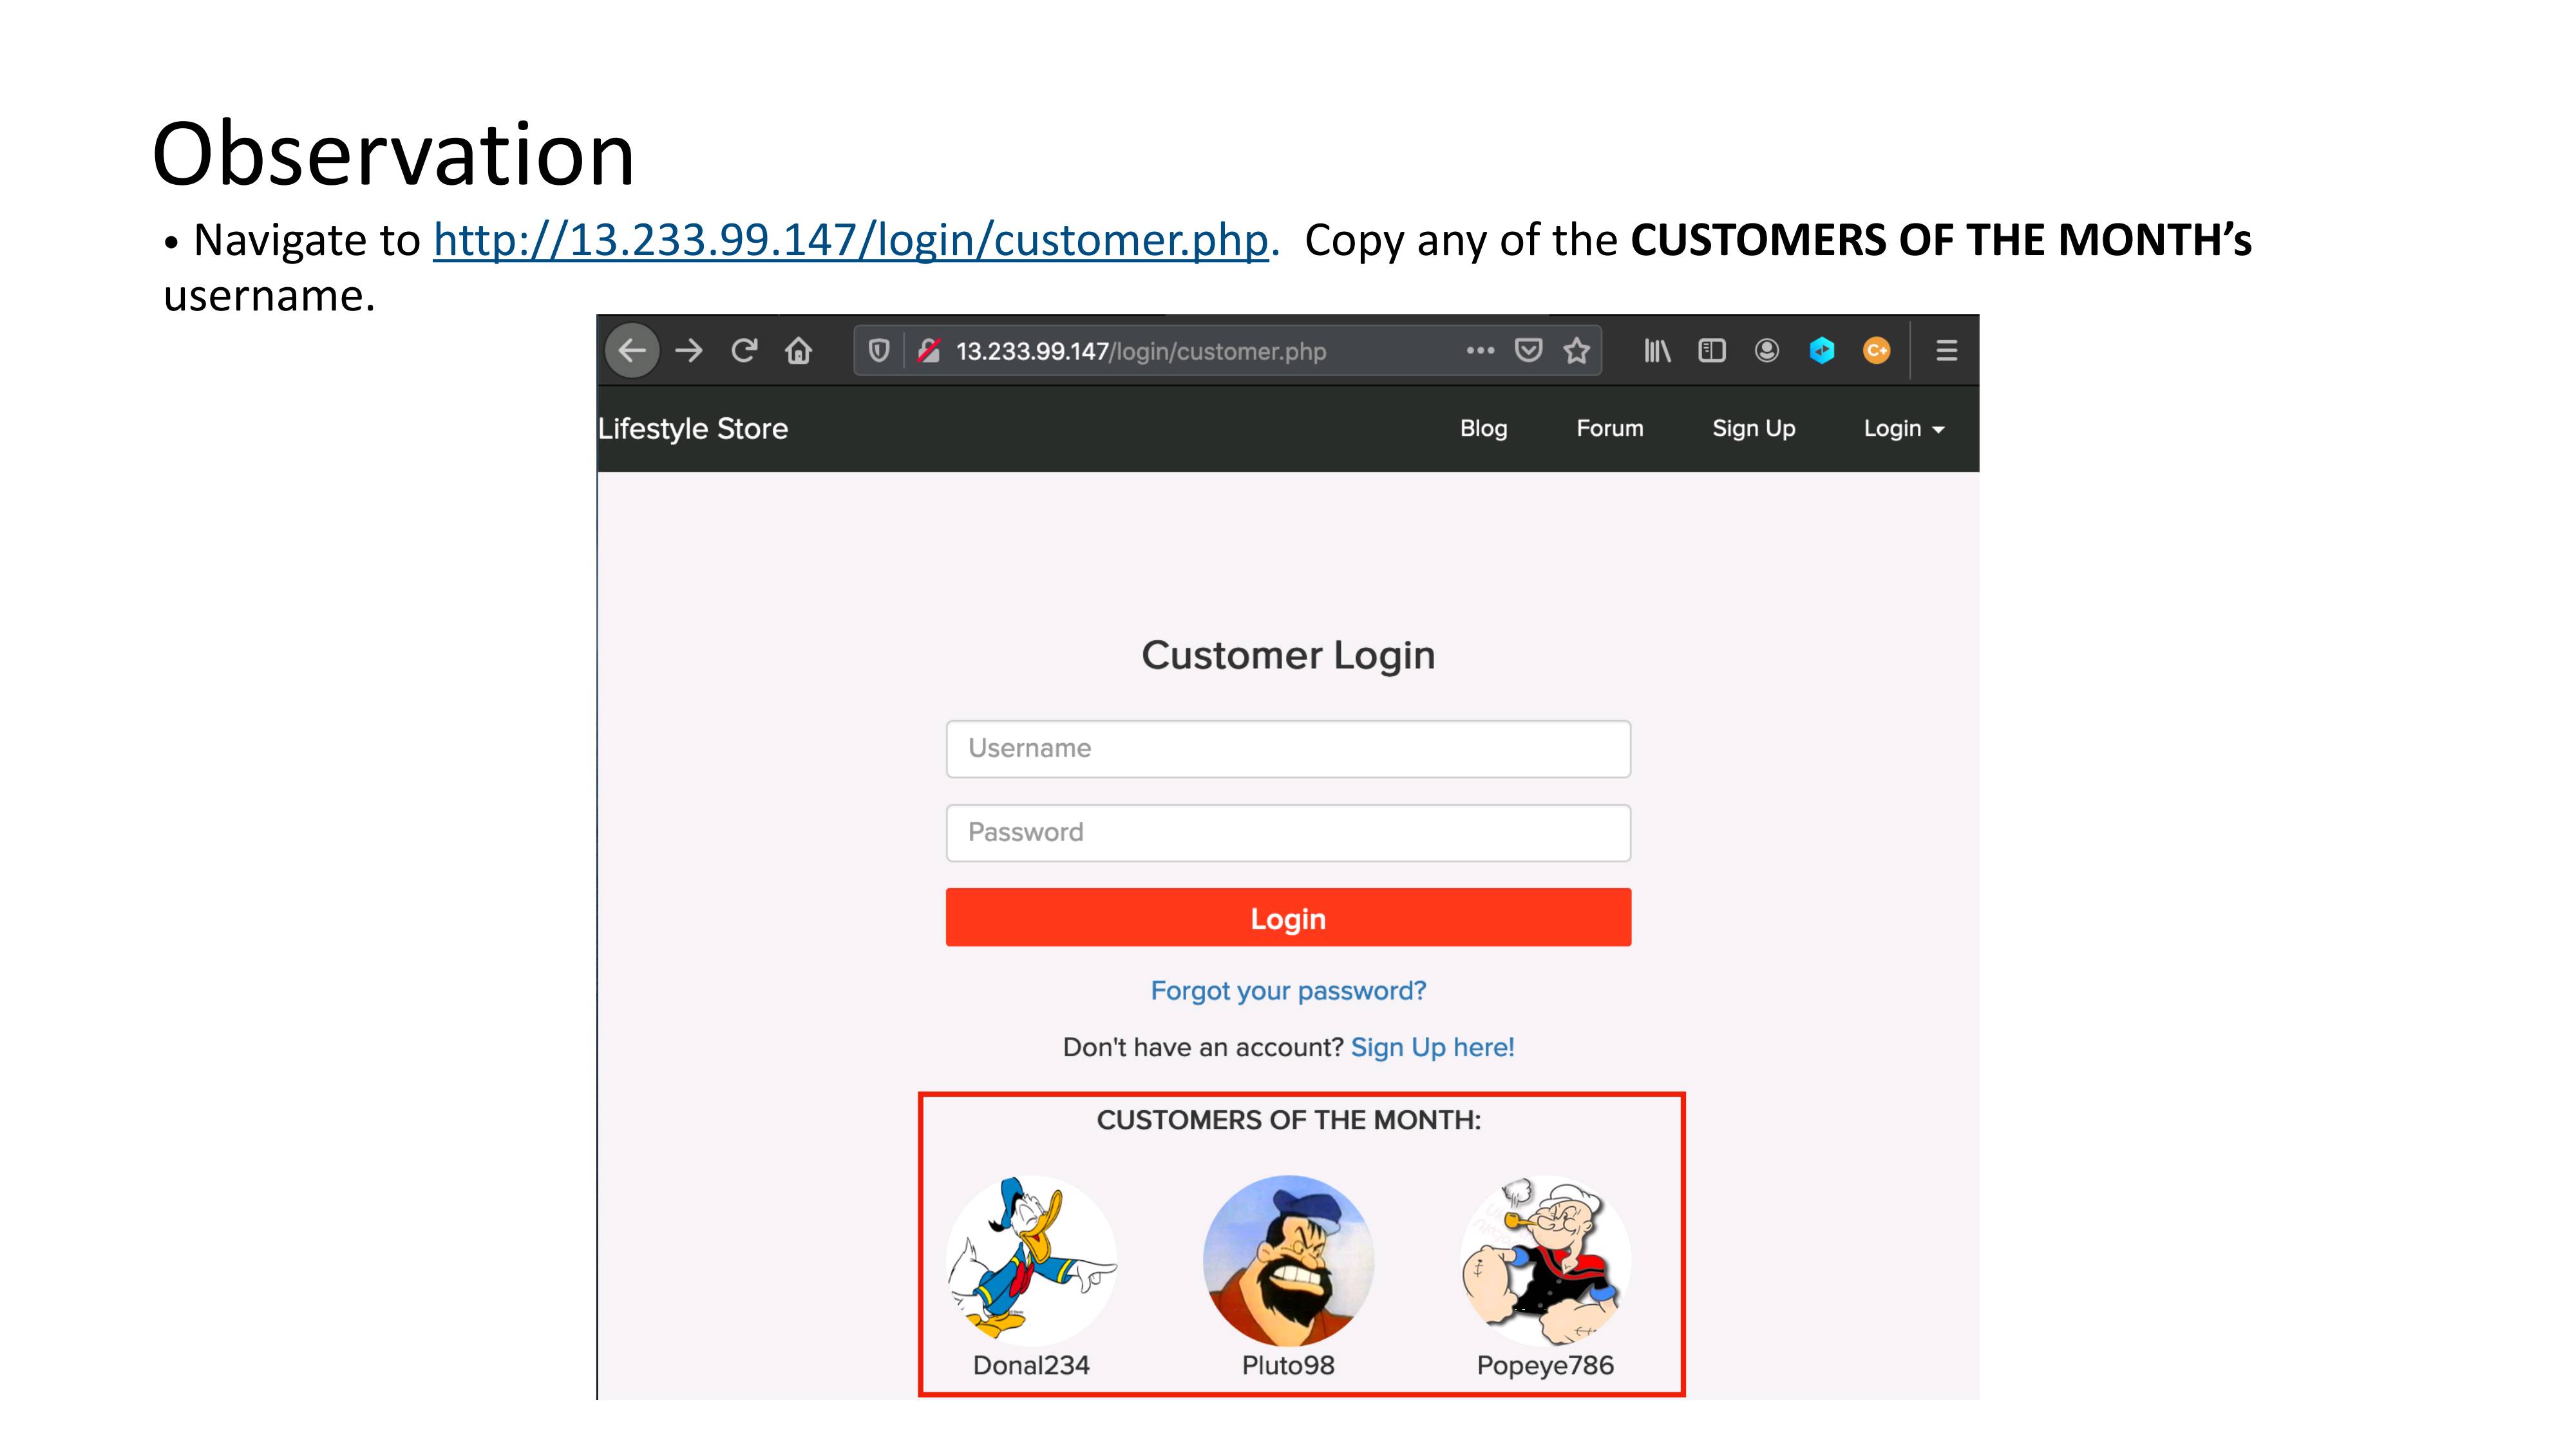 Observation
• Navigate to http://13.233.99.147/login/customer.php.  Copy any of the CUSTOMERS OF THE MONTH’s
username.
13.233.99.147/login/customer.php
Lifestyle Store Blog Forum Sign Up Login
Customer Login
Username
Password
Login
Forgot your password?
Don't have an account? Sign Up here!
CUSTOMERS OF THE MONTH:
Donal234 Pluto98 Popeye786